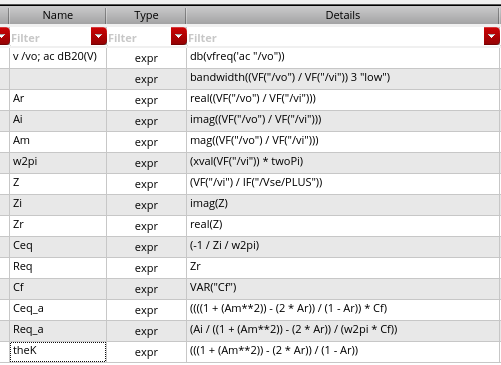 Name Type Details
Filter Filter Filter
v /vo; ac dB20(V) expr db(vfreq('ac "/vo"))
expr bandwidth((VF("/vo") / VF("/vi")) 3 "low")
Ar expr real((VF("/vo") / VF("/vi")))
Ai expr imag((VF("/vo") / VF("/vi")))
Am expr mag((VF("/vo") / VF("/vi")))
w2pi expr (xval(VF("/vi")) * twoPi)
Z expr (VF("/vi") / IF("/Vse/PLUS"))
Zi expr imag(Z)
Zr expr real(Z)
Ceq expr (-1 / Zi / w2pi)
Req expr Zr
Cf expr VAR("Cf")
Ceq_a expr ((((1 + (Am**2)) - (2 * Ar)) / (1 - Ar)) * Cf)
Req_a expr (Ai / ((1 + (Am**2)) - (2 * Ar)) / (w2pi * Cf))
theK expr (((1 + (Am**2)) - (2 * Ar)) / (1 - Ar))